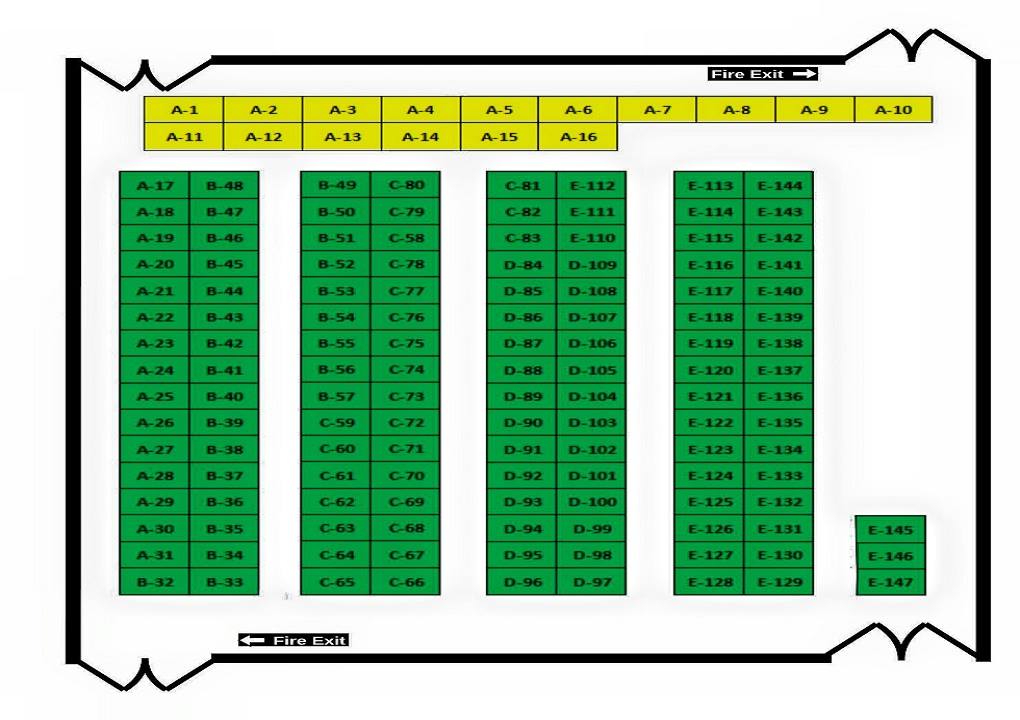 Fire Exit →
A-1 A-2 A-3 A-4 A-5 A-6 A-7 A-8 A-9 A-10
A-11 A-12 A-13 A-14 A-15 A-16
A-17 B-48 B-49 C-80 C-81 E-112 E-113 E-144
A-18 B-47 B-50 C-79 C-82 E-111 E-114 E-143
A-19 B-46 B-51 C-58 C-83 E-110 E-115 E-142
A-20 B-45 B-52 C-78 D-84 D-109 E-116 E-141
A-21 B-44 B-53 C-77 D-85 D-108 E-117 E-140
A-22 B-43 B-54 C-76 D-86 D-107 E-118 E-139
A-23 B-42 B-55 C-75 D-87 D-106 E-119 E-138
A-24 B-41 B-56 C-74 D-88 D-105 E-120 E-137
A-25 B-40 B-57 C-73 D-89 D-104 E-121 E-136
A-26 B-39 C-59 C-72 D-90 D-103 E-122 E-135
A-27 B-38 C-60 C-71 D-91 D-102 E-123 E-134
A-28 B-37 C-61 C-70 D-92 D-101 E-124 E-133
A-29 B-36 C-62 C-69 D-93 D-100 E-125 E-132
A-30 B-35 C-63 C-68 D-94 D-99 E-126 E-131 E-145
A-31 B-34 C-64 C-67 D-95 D-98 E-127 E-130 E-146
B-32 B-33 C-65 C-66 D-96 D-97 E-128 E-129 E-147
← Fire Exit